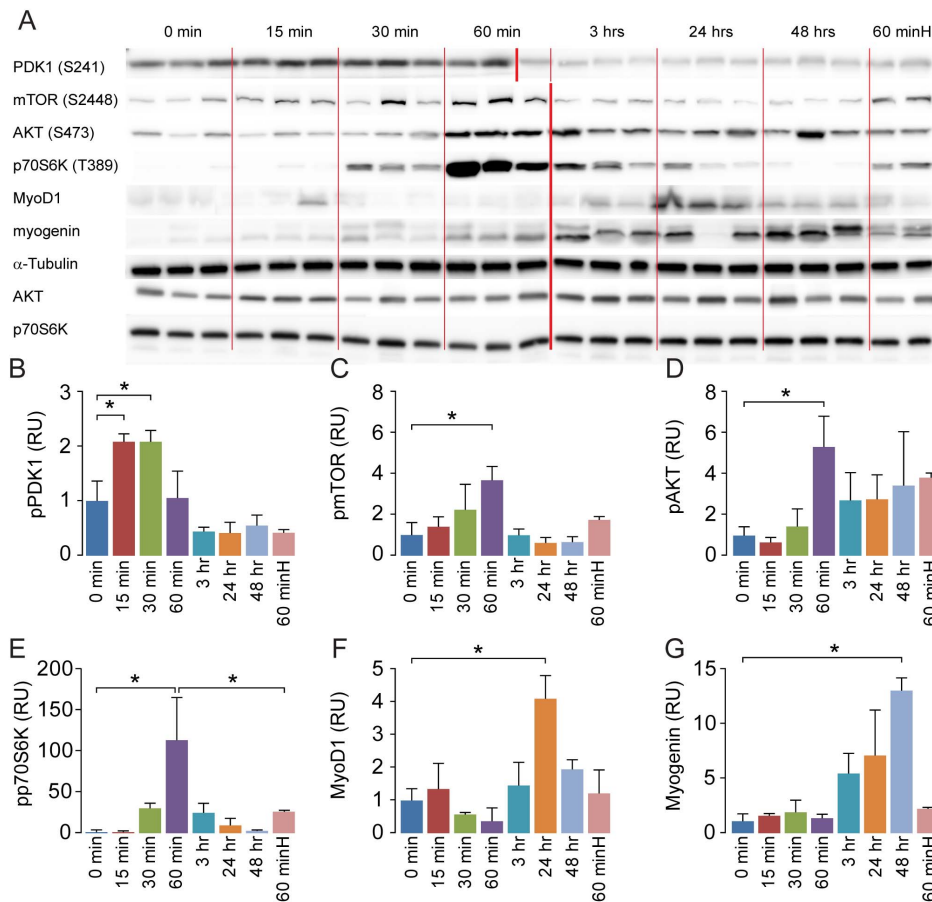 A
0 min 15 min 30 min 60 min 3 hrs 24 hrs 48 hrs 60 minH
PDK1 (S241)
mTOR (S2448)
AKT (S473)
p70S6K (T389)
MyoD1
myogenin
α-Tubulin
AKT
p70S6K
B
pPDK1 (RU)
3
2
1
0
*
*
0 min 15 min 30 min 60 min 3 hr 24 hr 48 hr 60 minH
C
pmTOR (RU)
8
6
4
2
0
*
0 min 15 min 30 min 60 min 3 hr 24 hr 48 hr 60 minH
D
pAKT (RU)
8
6
4
2
0
*
0 min 15 min 30 min 60 min 3 hr 24 hr 48 hr 60 minH
E
pp70S6K (RU)
200
150
100
50
0
* *
0 min 15 min 30 min 60 min 3 hr 24 hr 48 hr 60 minH
F
MyoD1 (RU)
5
4
3
2
1
0
*
0 min 15 min 30 min 60 min 3 hr 24 hr 48 hr 60 minH
G
Myogenin (RU)
15
10
5
0
*
0 min 15 min 30 min 60 min 3 hr 24 hr 48 hr 60 minH